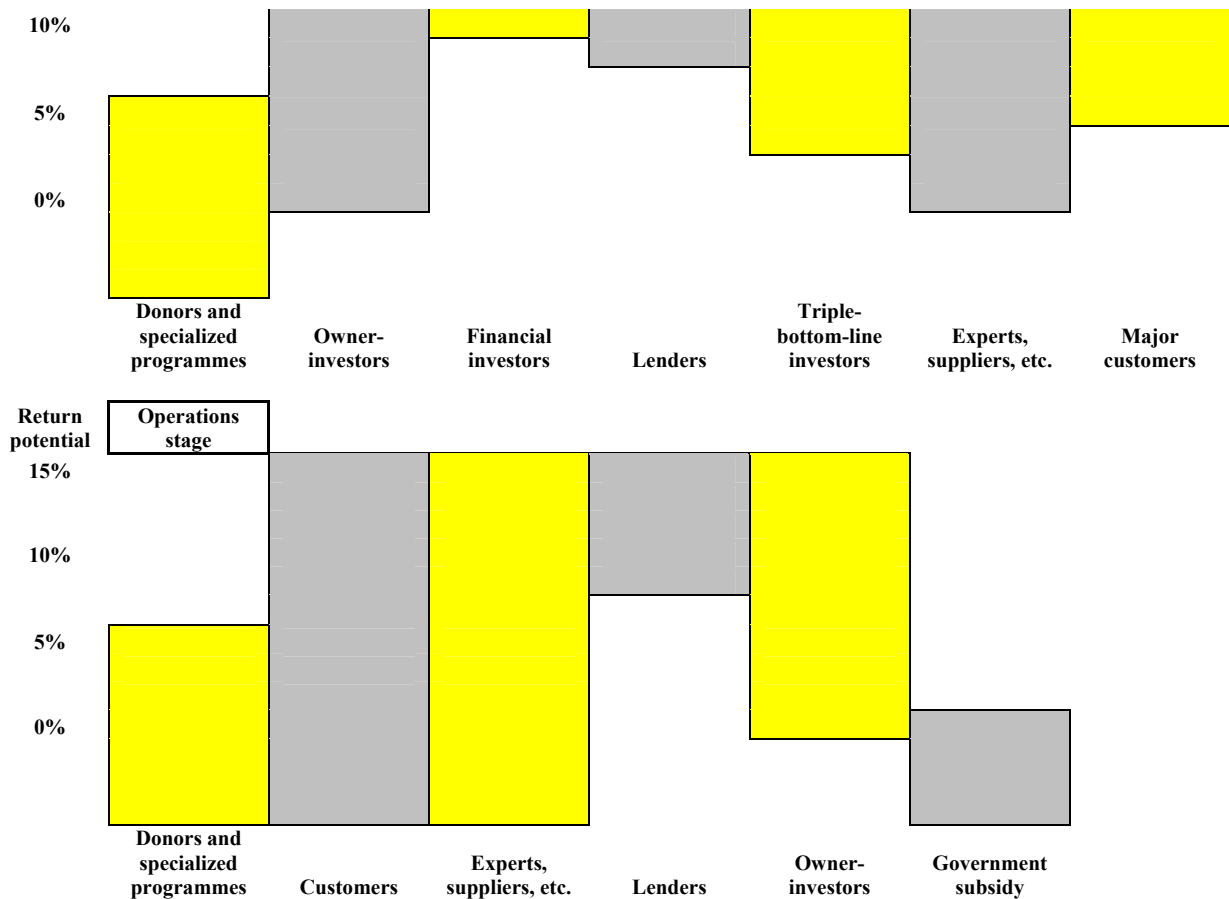 10%
5%
0%
Donors and
specialized
programmes
Owner-
investors
Financial
investors
Lenders
Triple-
bottom-line
investors
Experts,
suppliers, etc.
Major
customers
Return
potential
Operations
stage
15%
10%
5%
0%
Donors and
specialized
programmes
Customers
Experts,
suppliers, etc.
Lenders
Owner-
investors
Government
subsidy